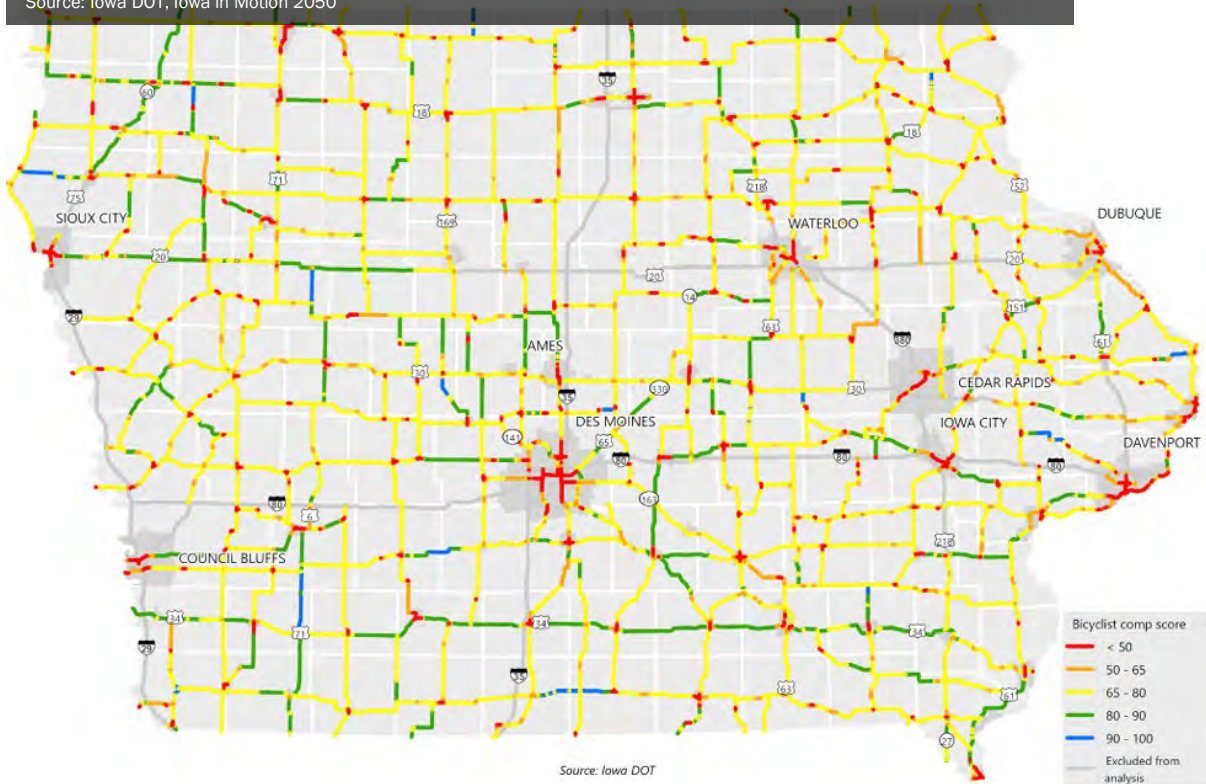 Source: Iowa DOT, Iowa in Motion 2050
35
60
18
18
71
75
218
52
SIOUX CITY
169
WATERLOO
DUBUQUE
20
20
20
14
29
151
63
61
AMES
380
30
330
30
35
CEDAR RAPIDS
DES MOINES
IOWA CITY
141
65
80
80
80
DAVENPORT
163
80
6
218
COUNCIL BLUFFS
34
34
34
71
29
35
63
61
27
Bicyclist comp score
< 50
50 - 65
65 - 80
80 - 90
90 - 100
Excluded from
analysis
Source: Iowa DOT